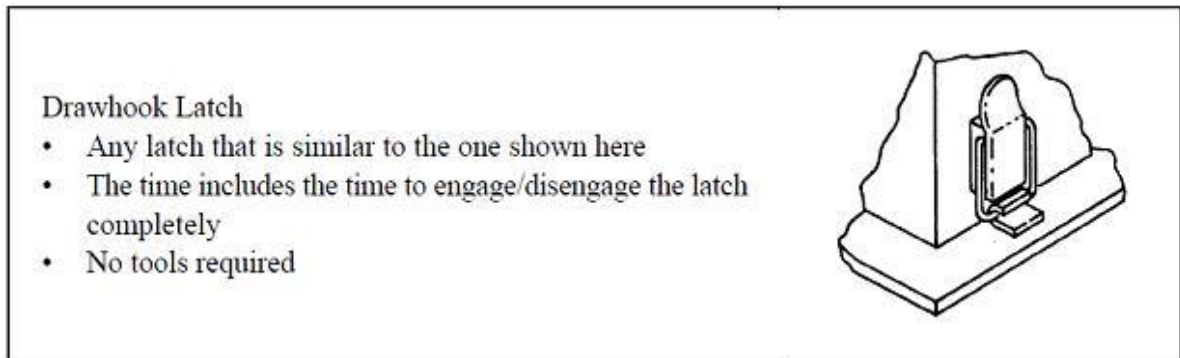 Drawhook Latch
• Any latch that is similar to the one shown here
• The time includes the time to engage/disengage the latch
completely
• No tools required